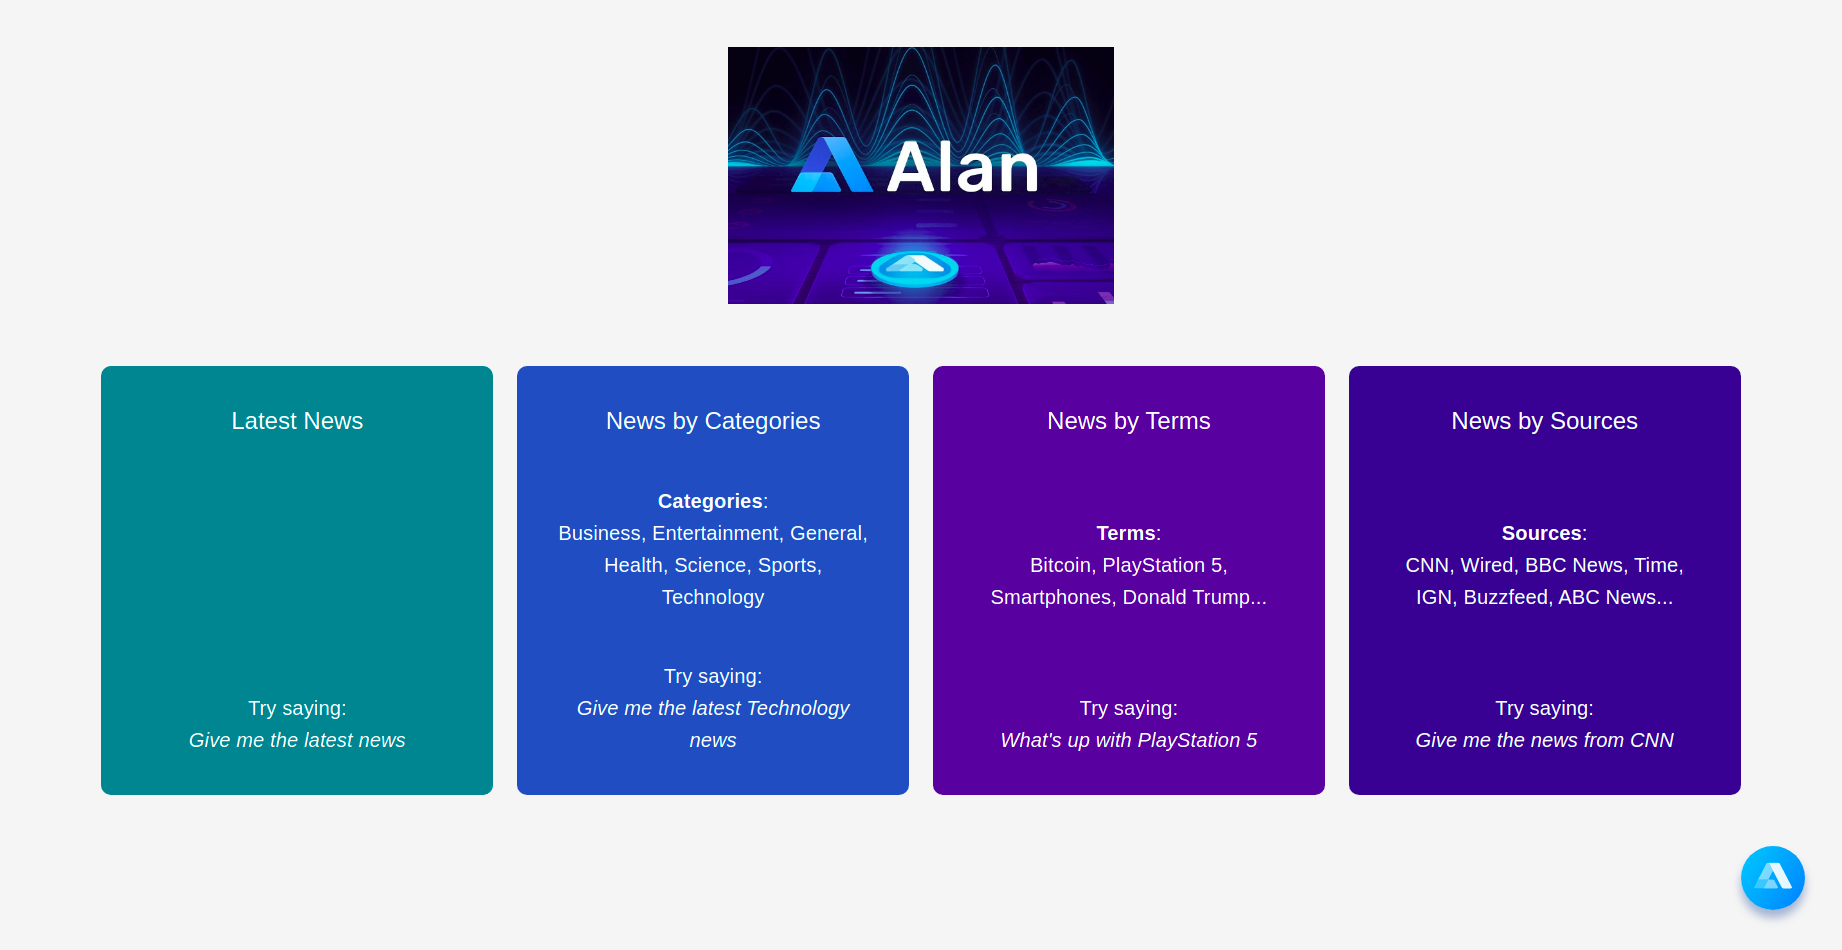 Alan
Latest News
Try saying:
Give me the latest news
News by Categories
Categories:
Business, Entertainment, General,
Health, Science, Sports,
Technology
Try saying:
Give me the latest Technology
news
News by Terms
Terms:
Bitcoin, PlayStation 5,
Smartphones, Donald Trump...
Try saying:
What's up with PlayStation 5
News by Sources
Sources:
CNN, Wired, BBC News, Time,
IGN, Buzzfeed, ABC News...
Try saying:
Give me the news from CNN